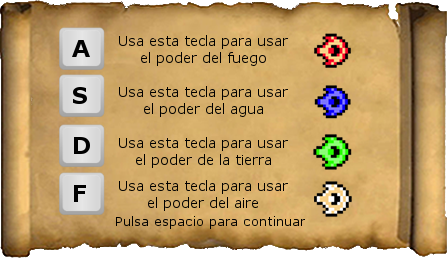 A
Usa esta tecla para usar
el poder del fuego
S
Usa esta tecla para usar
el poder del agua
D
Usa esta tecla para usar
el poder de la tierra
F
Usa esta tecla para usar
el poder del aire
Pulsa espacio para continuar